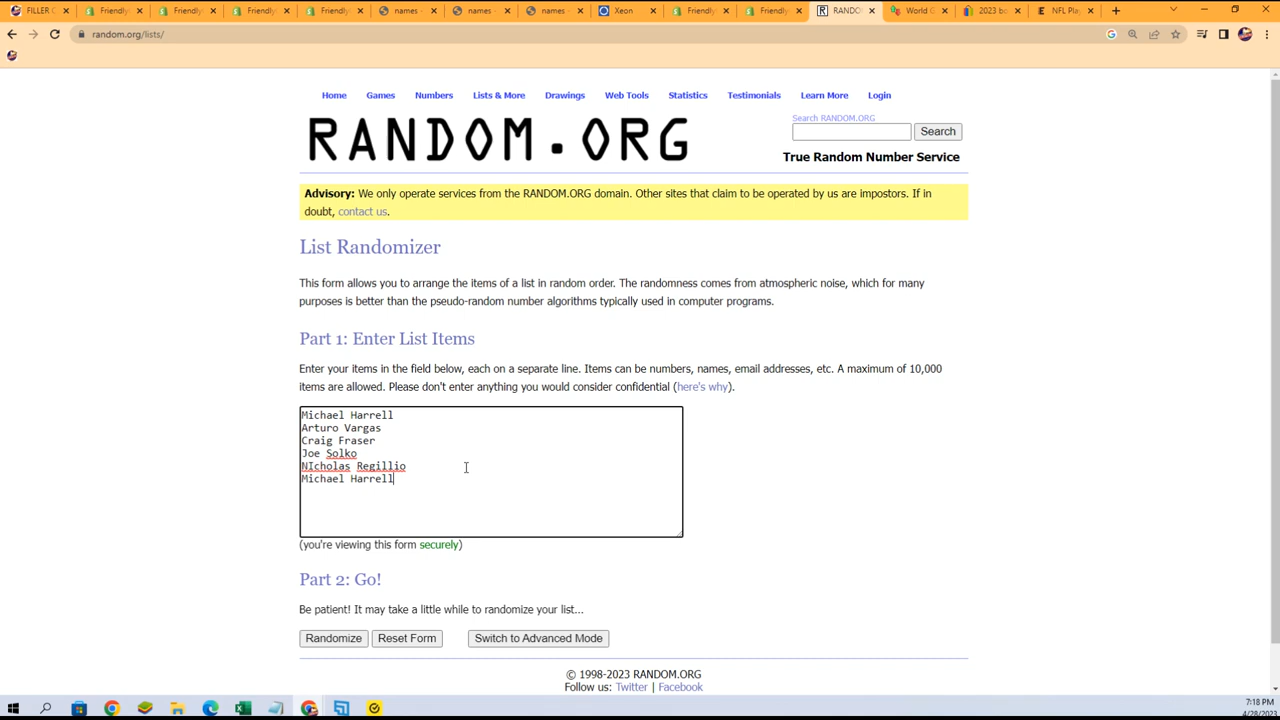 FILLER C
Friendly
Friendly
Friendly
Friendly
names -
names -
names -
Xeon
Friendly
Friendly
RANDO
World G
2023 bo
NFL Play
random.org/lists/
Home Games Numbers Lists & More Drawings Web Tools Statistics Testimonials Learn More Login
RANDOM.ORG
Search RANDOM.ORG
Search
True Random Number Service
Advisory: We only operate services from the RANDOM.ORG domain. Other sites that claim to be operated by us are impostors. If in
doubt, contact us.
List Randomizer
This form allows you to arrange the items of a list in random order. The randomness comes from atmospheric noise, which for many
purposes is better than the pseudo-random number algorithms typically used in computer programs.
Part 1: Enter List Items
Enter your items in the field below, each on a separate line. Items can be numbers, names, email addresses, etc. A maximum of 10,000
items are allowed. Please don't enter anything you would consider confidential (here's why).
Michael Harrell
Arturo Vargas
Craig Fraser
Joe Solko
NIcholas Regillio
Michael Harrell
(you're viewing this form securely)
Part 2: Go!
Be patient! It may take a little while to randomize your list...
Randomize Reset Form Switch to Advanced Mode
© 1998-2023 RANDOM.ORG
Follow us: Twitter | Facebook
7:18 PM
4/28/2023